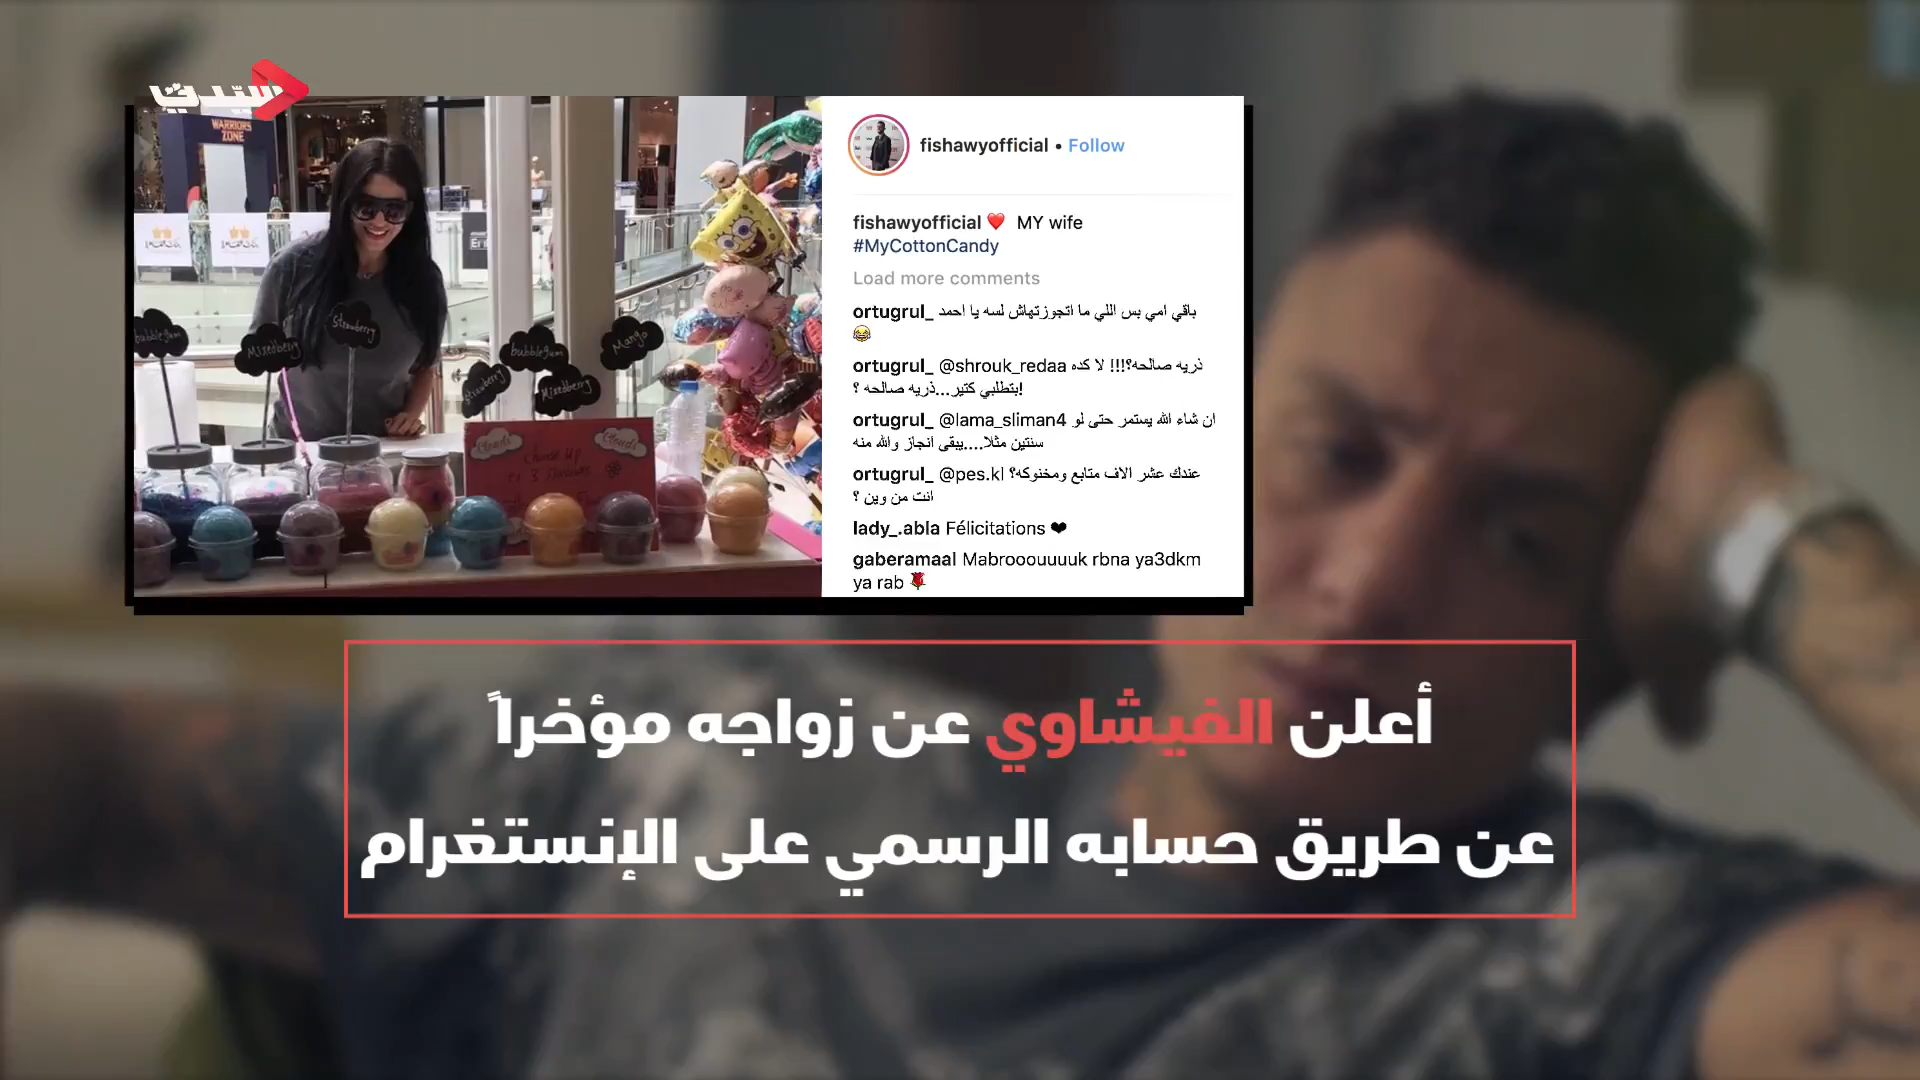 سيدتي
WARRIORS
ZONE
bubblegum
Mixedberry
Strawberry
strawberry
bubblegum
Mixedberry
Mango
Clouds
Clouds
fishawyofficial • Follow
fishawyofficial ❤️ MY wife
#MyCottonCandy
Load more comments
ortugrul_ باقي امي بس اللي ما اتجوزتهاش لسه يا احمد
😂
ortugrul_ @shrouk_redaa ذريه صالحه؟!!! لا كده
بتطلبي كتير...ذريه صالحه ؟!
ortugrul_ @lama_sliman4 ان شاء الله يستمر حتى لو
سنتين مثلا....يبقى انجاز والله منه
ortugrul_ @pes.kl عندك عشر الاف متابع ومخنوكه؟
انت من وين ؟
lady_.abla Félicitations ❤
gaberamaal Mabrooouuuuk rbna ya3dkm
ya rab 🌹
أعلن الفيشاوي عن زواجه مؤخراً
عن طريق حسابه الرسمي على الإنستغرام